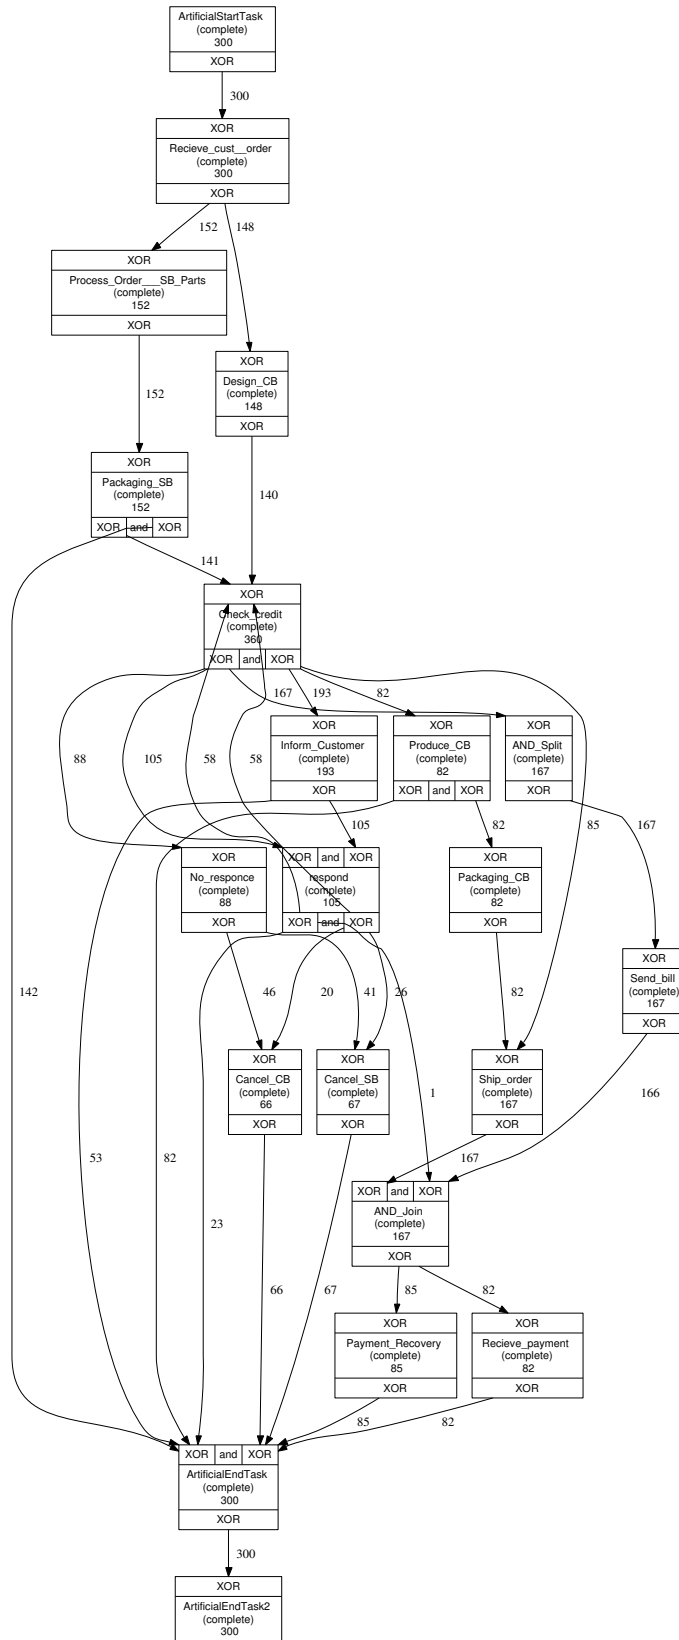 ArtificialStartTask
(complete)
300
XOR
300
XOR
Recieve_cust__order
(complete)
300
XOR
152
148
XOR
Process_Order___SB_Parts
(complete)
152
XOR
XOR
Design_CB
(complete)
148
XOR
152
XOR
Packaging_SB
(complete)
152
XOR and XOR
140
141
XOR
Check_credit
(complete)
360
XOR and XOR
167
193
82
88
105
58
58
85
XOR
Inform_Customer
(complete)
193
XOR
XOR
Produce_CB
(complete)
82
XOR and XOR
XOR
AND_Split
(complete)
167
XOR
105
82
167
XOR
No_responce
(complete)
88
XOR
XOR and XOR
respond
(complete)
105
XOR and XOR
XOR
Packaging_CB
(complete)
82
XOR
XOR
Send_bill
(complete)
167
XOR
142
46
20
41
26
82
XOR
Cancel_CB
(complete)
66
XOR
XOR
Cancel_SB
(complete)
67
XOR
XOR
Ship_order
(complete)
167
XOR
1
166
53
82
167
23
XOR and XOR
AND_Join
(complete)
167
XOR
66
67
85
82
XOR
Payment_Recovery
(complete)
85
XOR
XOR
Recieve_payment
(complete)
82
XOR
85
82
XOR and XOR
ArtificialEndTask
(complete)
300
XOR
300
XOR
ArtificialEndTask2
(complete)
300